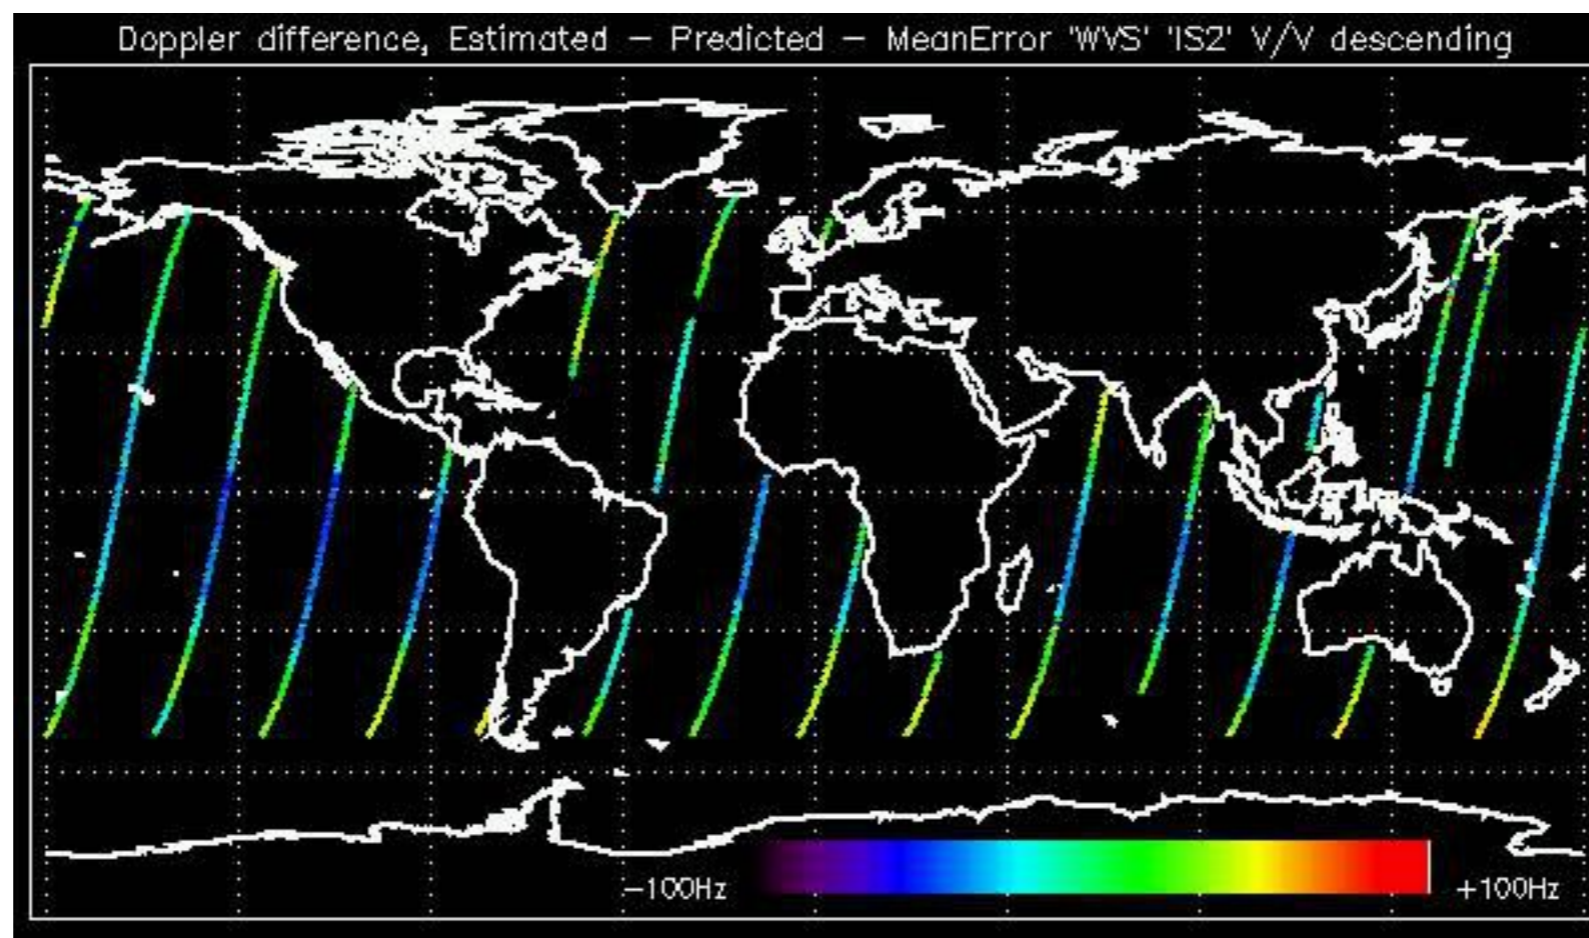 Doppler difference, Estimated – Predicted – MeanError 'WVS' 'IS2' V/V descending
–100Hz
+100Hz